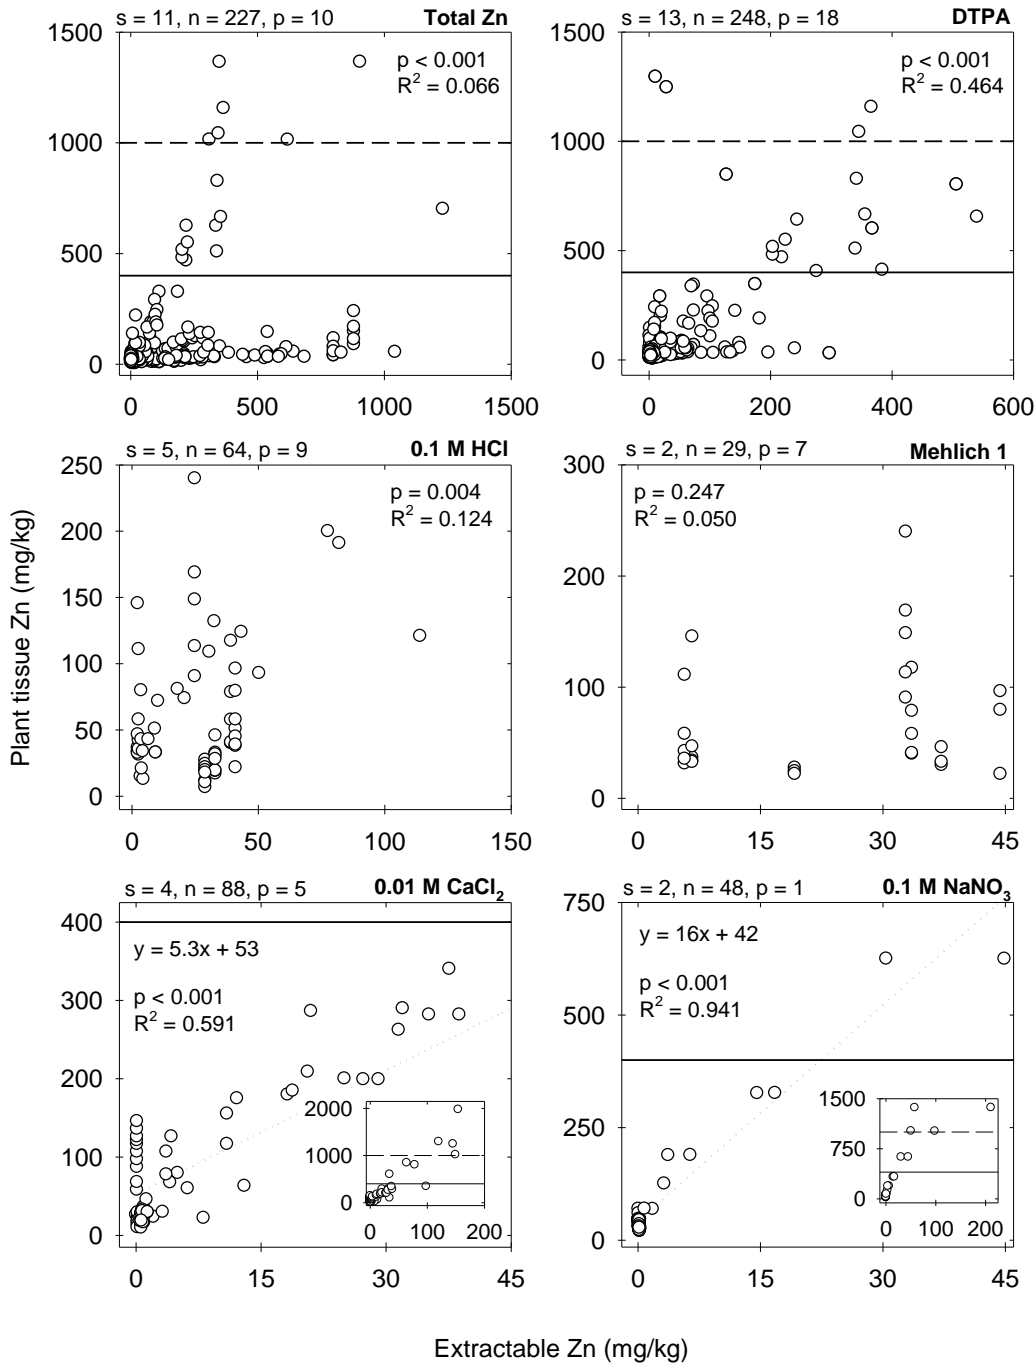 s = 11, n = 227, p = 10 Total Zn
1500
1000
500
0
p < 0.001
R² = 0.066
0 500 1000 1500
s = 13, n = 248, p = 18 DTPA
1500
1000
500
0
p < 0.001
R² = 0.464
0 200 400 600
s = 5, n = 64, p = 9 0.1 M HCl
250
200
150
100
50
0
p = 0.004
R² = 0.124
0 50 100 150
s = 2, n = 29, p = 7 Mehlich 1
300
200
100
0
p = 0.247
R² = 0.050
0 15 30 45
Plant tissue Zn (mg/kg)
s = 4, n = 88, p = 5 0.01 M CaCl₂
400
300
200
100
0
y = 5.3x + 53
p < 0.001
R² = 0.591
2000
1000
0
0 100 200
0 15 30 45
s = 2, n = 48, p = 1 0.1 M NaNO₃
750
500
250
0
y = 16x + 42
p < 0.001
R² = 0.941
1500
750
0
0 100 200
0 15 30 45
Extractable Zn (mg/kg)